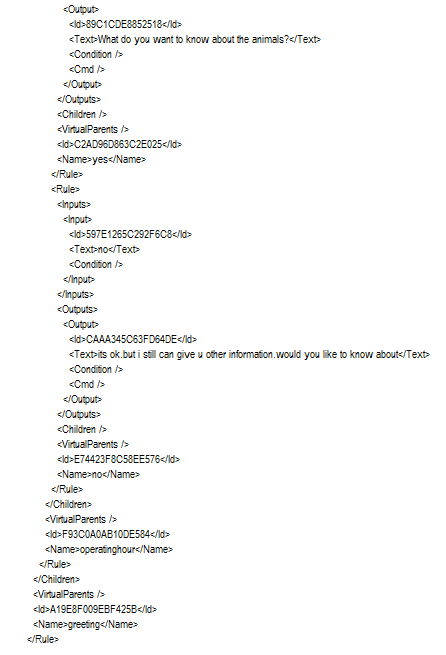 <Output>
<Id>89C1CDE8852518</Id>
<Text>What do you want to know about the animals?</Text>
<Condition />
<Cmd />
</Output>
</Outputs>
<Children />
<VirtualParents />
<Id>C2AD96D863C2E025</Id>
<Name>yes</Name>
</Rule>
<Rule>
<Inputs>
<Input>
<Id>597E1265C292F6C8</Id>
<Text>no</Text>
<Condition />
</Input>
</Inputs>
<Outputs>
<Output>
<Id>CAAA345C63FD64DE</Id>
<Text>its ok.but i still can give u other information.would you like to know about</Text>
<Condition />
<Cmd />
</Output>
</Outputs>
<Children />
<VirtualParents />
<Id>E74423F8C58EE576</Id>
<Name>no</Name>
</Rule>
</Children>
<VirtualParents />
<Id>F93C0A0AB10DE584</Id>
<Name>operatinghour</Name>
</Rule>
</Children>
<VirtualParents />
<Id>A19E8F009EBF425B</Id>
<Name>greeting</Name>
</Rule>